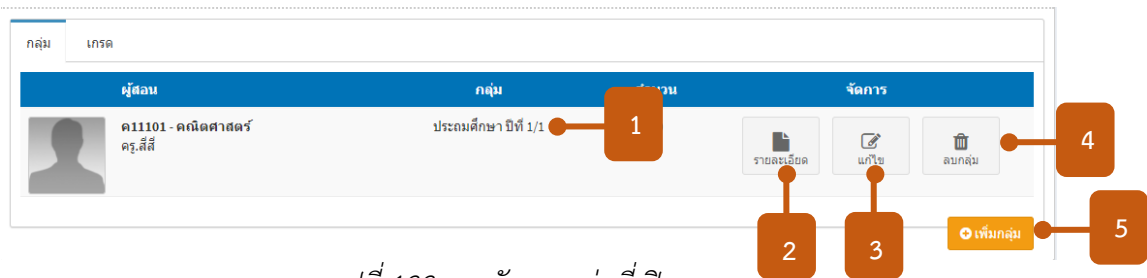 กลุ่ม เกรด
ผู้สอน กลุ่ม จัดการ
ค11101 - คณิตศาสตร์ ประถมศึกษา ปีที่ 1/1 1
ครู.สี่สี่
รายละเอียด แก้ไข ลบกลุ่ม 4
เพิ่มกลุ่ม 5
2 3